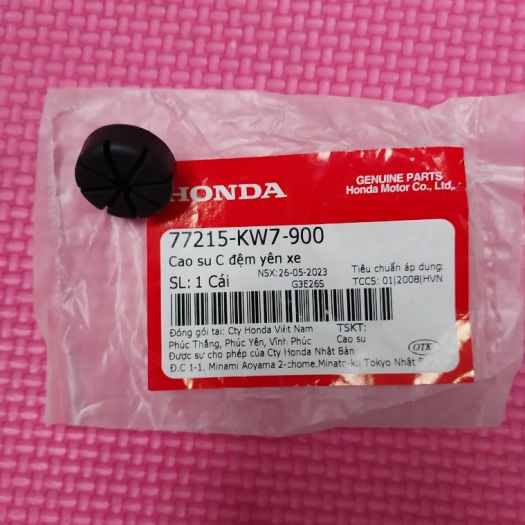 HONDA
GENUINE PARTS
Honda Motor Co., Ltd.
77215-KW7-900
Cao su C đệm yên xe
SL: 1 Cái
NSX:26-05-2023
G3E26S
Tiêu chuẩn áp dụng:
TCCS: 01|2008|HVN
Đóng gói tại: Cty Honda Việt Nam
Phúc Thắng, Phúc Yên, Vĩnh Phúc
Được sự cho phép của Cty Honda Nhật Bản
Đ.C 1-1. Minami Aoyama 2-chome.Minato-ku Tokyo Nhật
TSKT:
Cao su
OTK